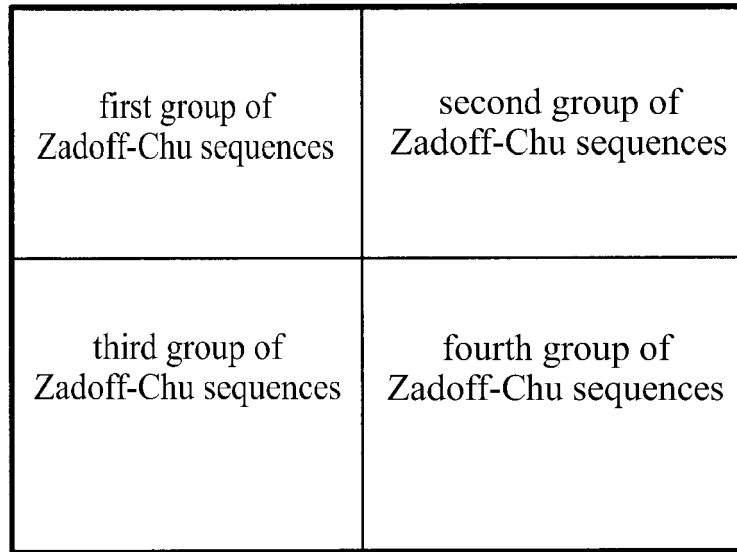 first group of
Zadoff-Chu sequences
second group of
Zadoff-Chu sequences
third group of
Zadoff-Chu sequences
fourth group of
Zadoff-Chu sequences